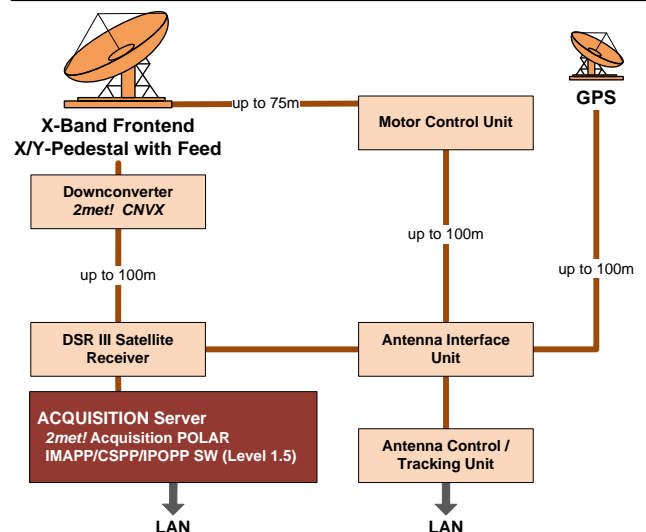 up to 75m
GPS
X-Band Frontend
X/Y-Pedestal with Feed
Motor Control Unit
Downconverter
2met! CNVX
up to 100m
up to 100m
up to 100m
DSR III Satellite
Receiver
Antenna Interface
Unit
ACQUISITION Server
2met! Acquisition POLAR
IMAPP/CSPP/IPOPP SW (Level 1.5)
Antenna Control /
Tracking Unit
LAN
LAN